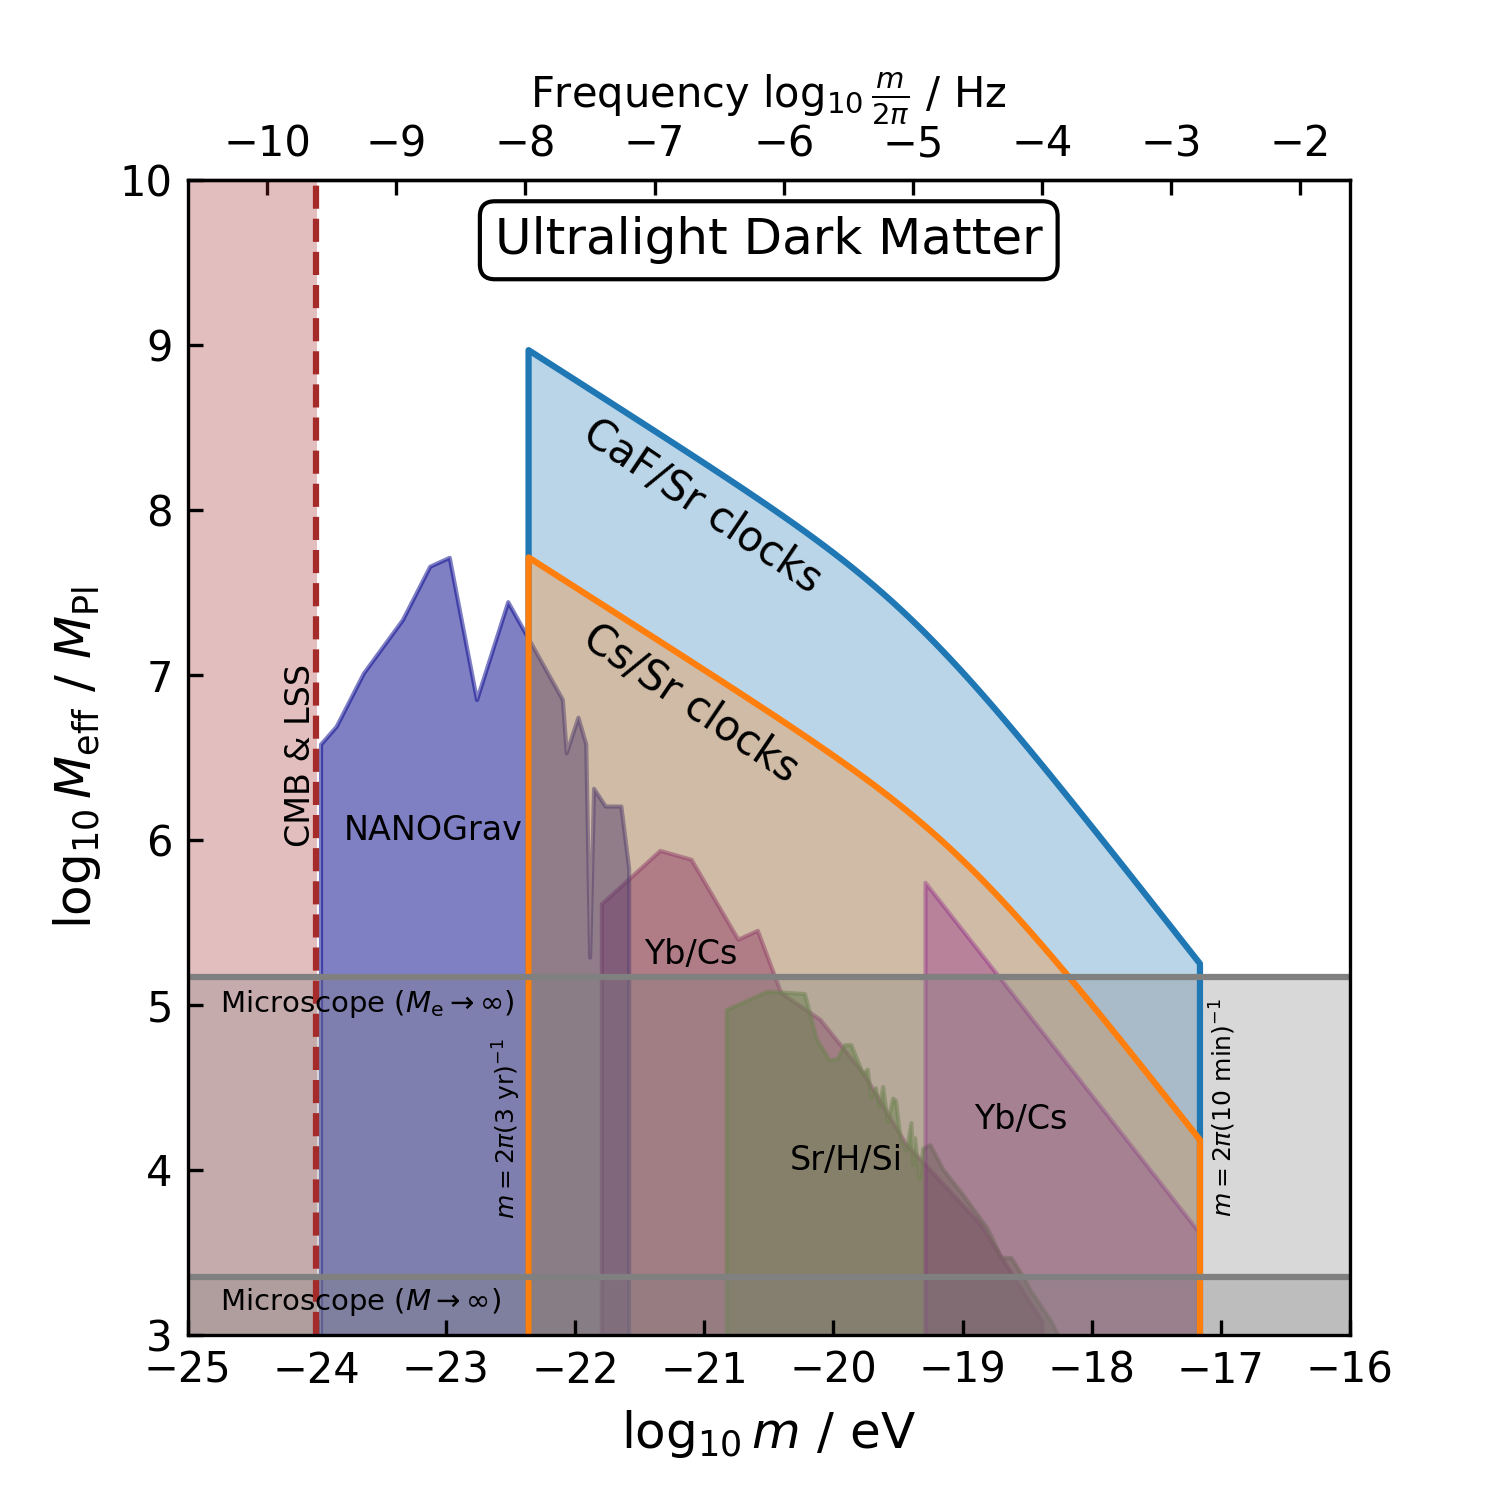 Frequency log₁₀ m/2π / Hz
−10 −9 −8 −7 −6 −5 −4 −3 −2
Ultralight Dark Matter
10
9
8
7
6
5
4
3
log₁₀ M_eff / M_Pl
CaF/Sr clocks
Cs/Sr clocks
CMB & LSS
NANOGrav
Yb/Cs
Microscope (M_e → ∞)
m = 2π(3 yr)⁻¹
m = 2π(10 min)⁻¹
Yb/Cs
Sr/H/Si
Microscope (M → ∞)
−25 −24 −23 −22 −21 −20 −19 −18 −17 −16
log₁₀ m / eV